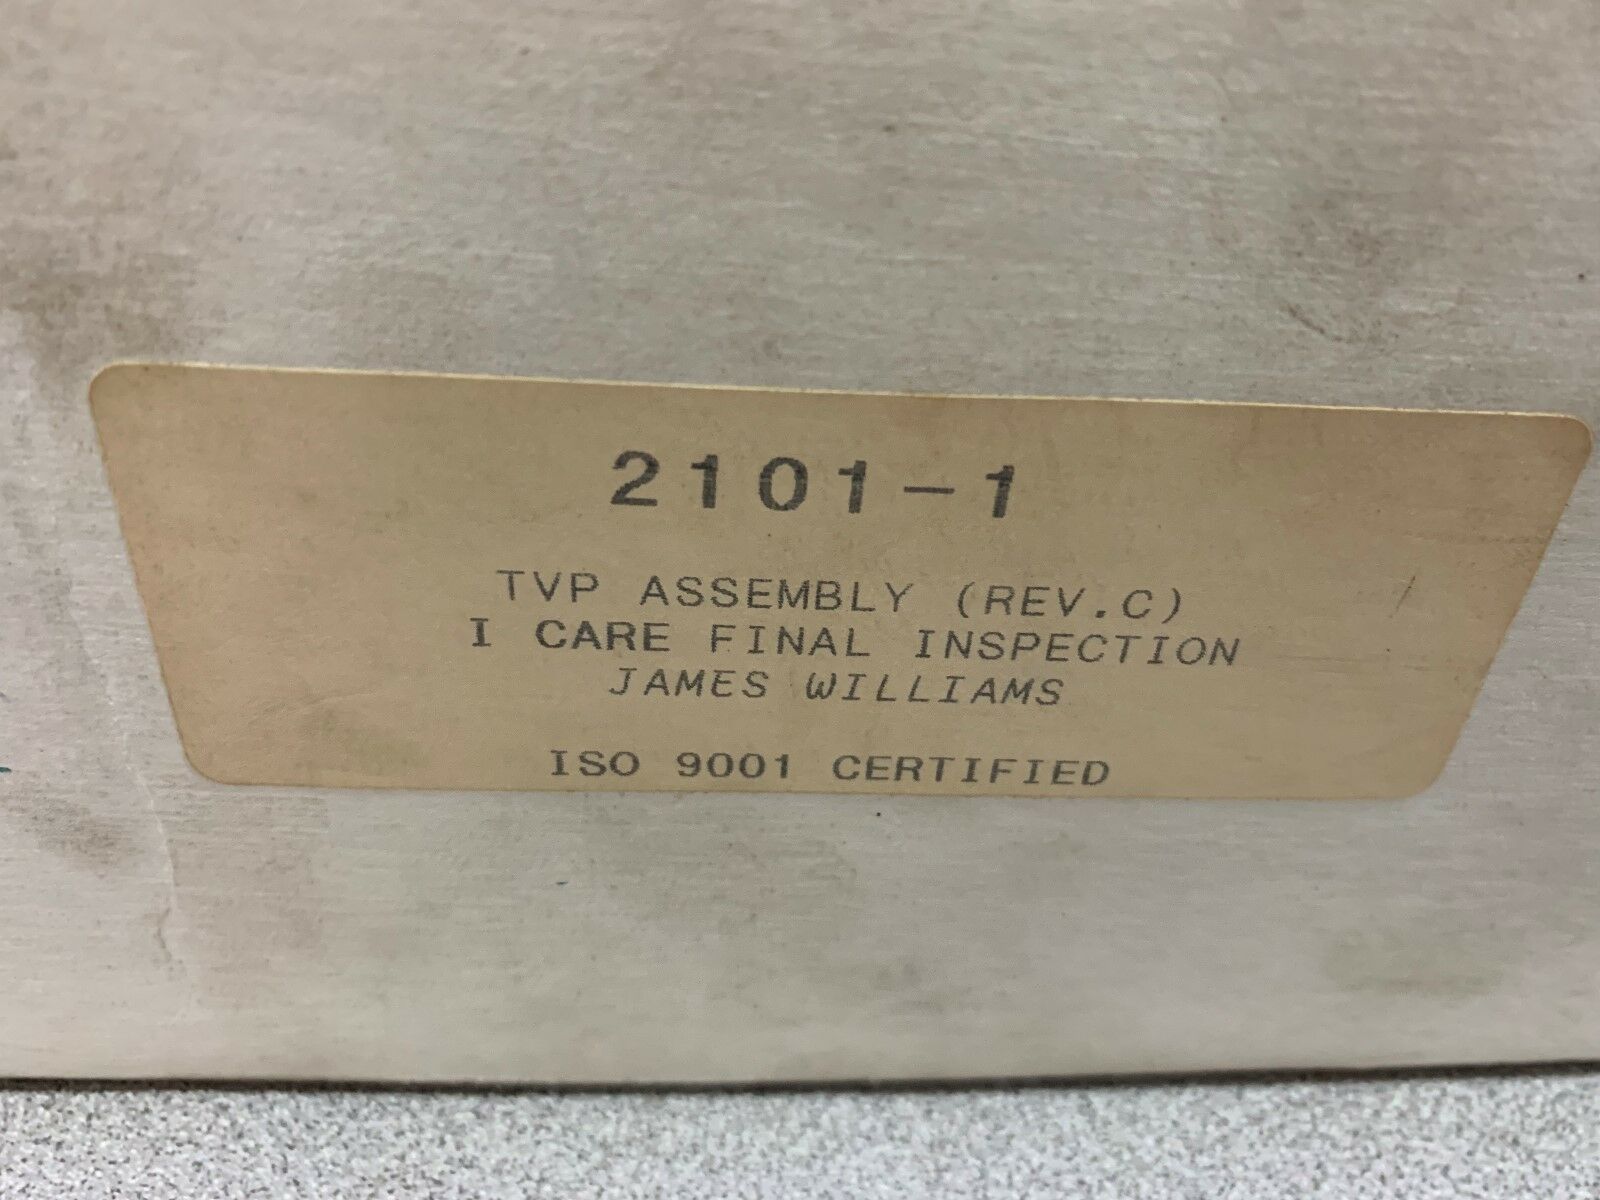 2101-1
TVP ASSEMBLY (REV.C)
I CARE FINAL INSPECTION
JAMES WILLIAMS
ISO 9001 CERTIFIED